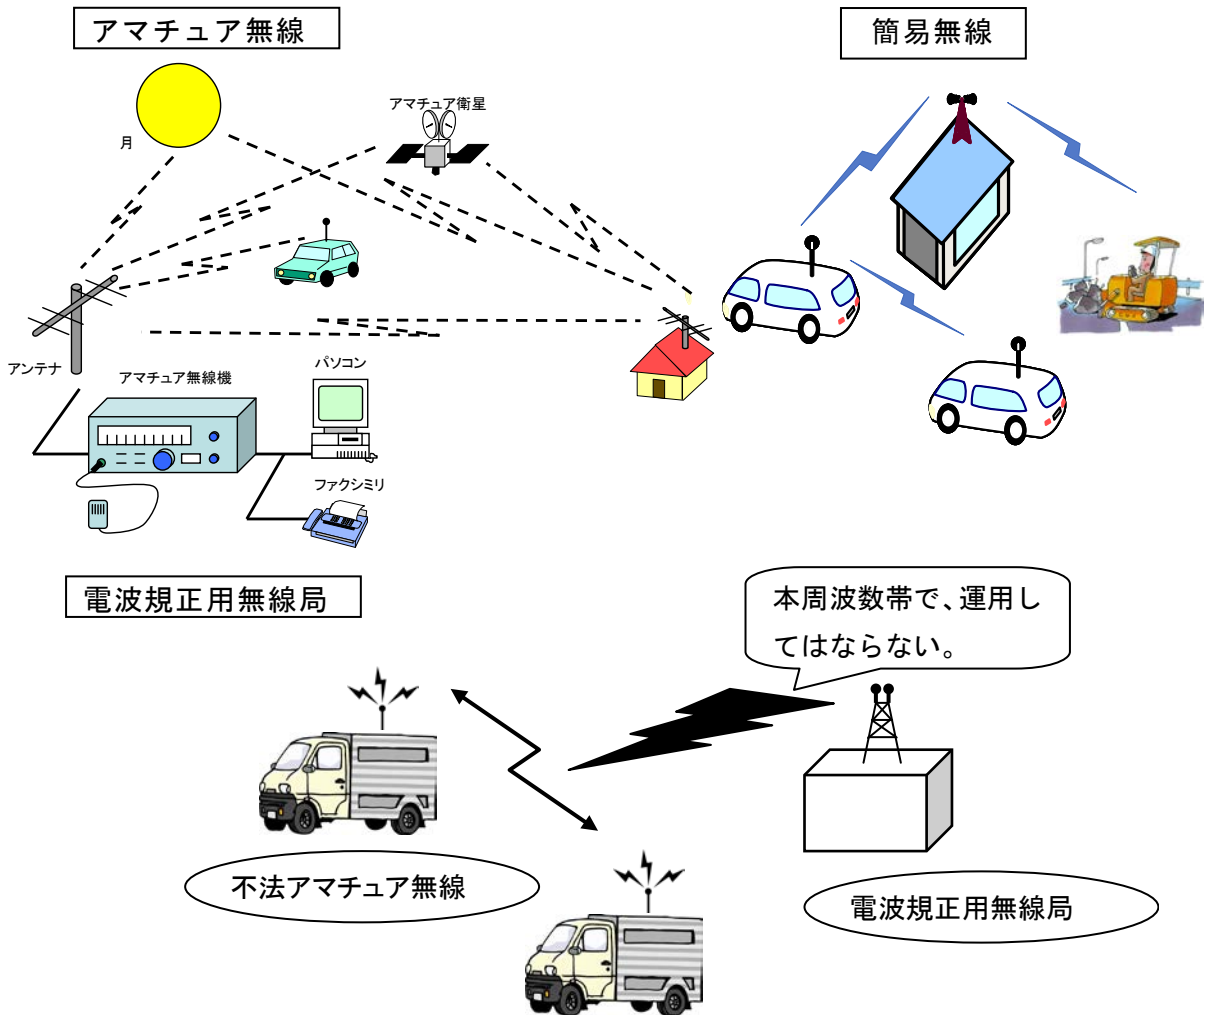 アマチュア無線
簡易無線
アマチュア衛星
月
アンテナ
アマチュア無線機
パソコン
ファクシミリ
電波規正用無線局
本周波数帯で、運用し
てはならない。
不法アマチュア無線
電波規正用無線局